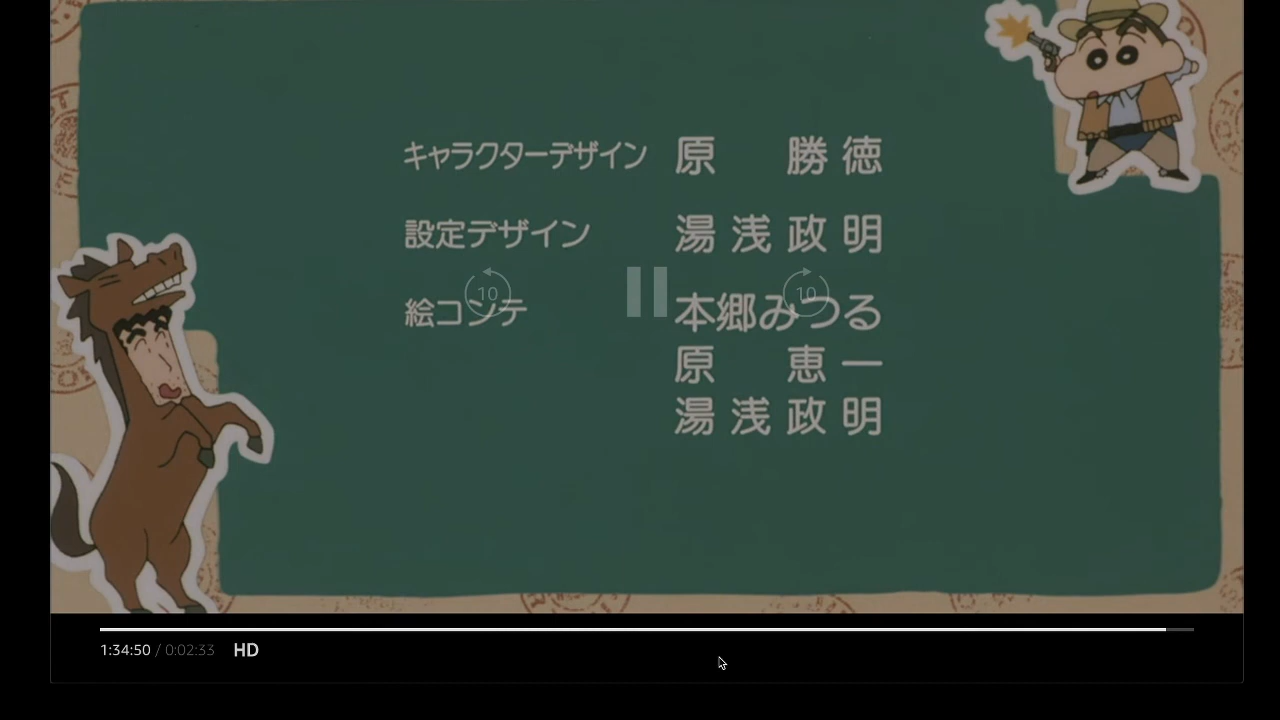 キャラクターデザイン 原 勝徳
設定デザイン 湯浅政明
絵コンテ 本郷みつる
原 恵一
湯浅政明
10
10
1:34:50 / 0:02:33 HD